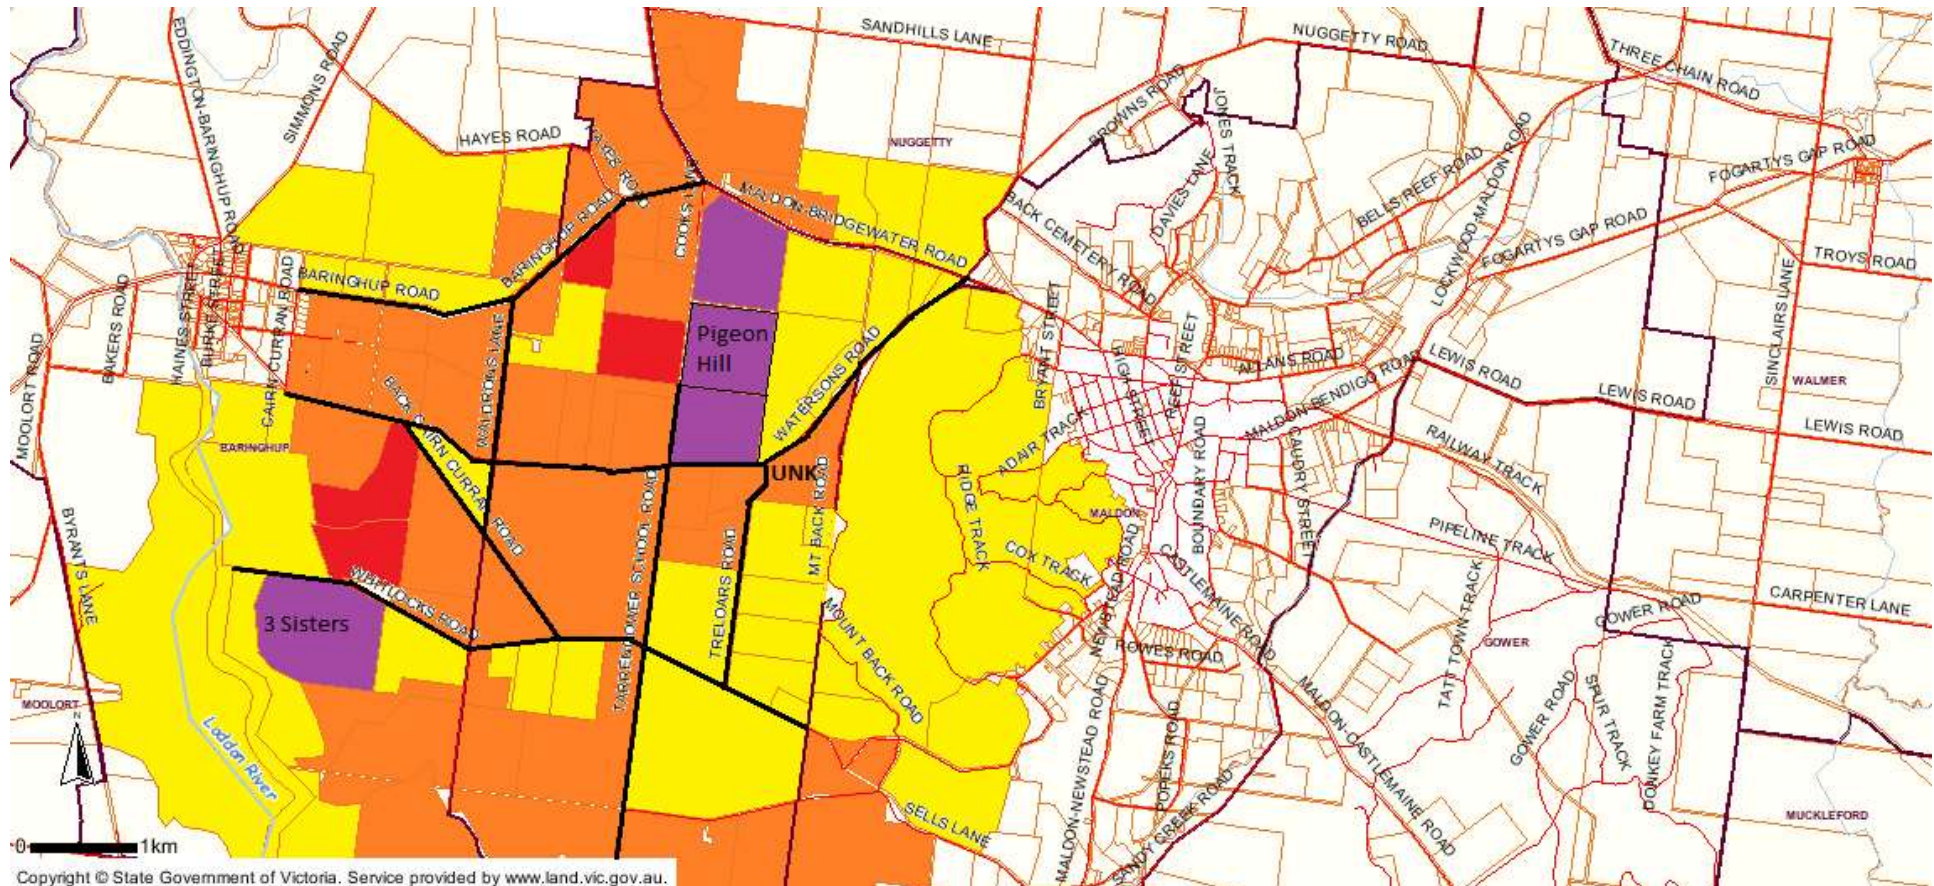 SANDHILLS LANE
NUGGETTY ROAD
THREE CHAIN ROAD
EDDINGTON-BARINGHUP ROAD
SIMMONS ROAD
HAYES ROAD
HAYES ROAD
NUGGETTY
BROWNS ROAD
JONES TRACK
DAVIES LANE
BELLS REEF ROAD
LOCKWOOD-MALDON ROAD
FOGARTYS GAP ROAD
FOGARTYS GAP ROAD
COOKS LANE
MALDON-BRIDGEWATER ROAD
BACK CEMETERY ROAD
TROYS ROAD
BARINGHUP ROAD
BARINGHUP ROAD
MOOLORT ROAD
BAKERS ROAD
HAINES STREET
BURKE STREET
CAIRN CURRAN ROAD
WALDRONS LANE
Pigeon
Hill
WATERSONS ROAD
BRYANT STREET
HIGH STREET
REEF STREET
ALLANS ROAD
MALDON-BENDIGO ROAD
LEWIS ROAD
LEWIS ROAD
LEWIS ROAD
SINCLAIRS LANE
WALMER
BACK CAIRN CURRAN ROAD
BARINGHUP
JUNK
ADAIR TRACK
RIDGE TRACK
COX TRACK
MALDON
BOUNDARY ROAD
CAUDRY STREET
RAILWAY TRACK
PIPELINE TRACK
BYRANTS LANE
WHITLOCKS ROAD
3 Sisters
TARRENGOWER SCHOOL ROAD
TRELOARS ROAD
MT BACK ROAD
MOUNT BACK ROAD
NEWSTEAD ROAD
CASTLEMAINE ROAD
ROWES ROAD
TATT TOWN TRACK
GOWER
GOWER ROAD
GOWER ROAD
CARPENTER LANE
SPUR TRACK
DONKEY FARM TRACK
MOOLORT
N
Loddon River
MALDON-NEWSTEAD ROAD
POPEKS ROAD
SANDY CREEK ROAD
MALDON-CASTLEMAINE ROAD
SELLS LANE
MUCKLEFORD
0 1km
Copyright © State Government of Victoria. Service provided by www.land.vic.gov.au.